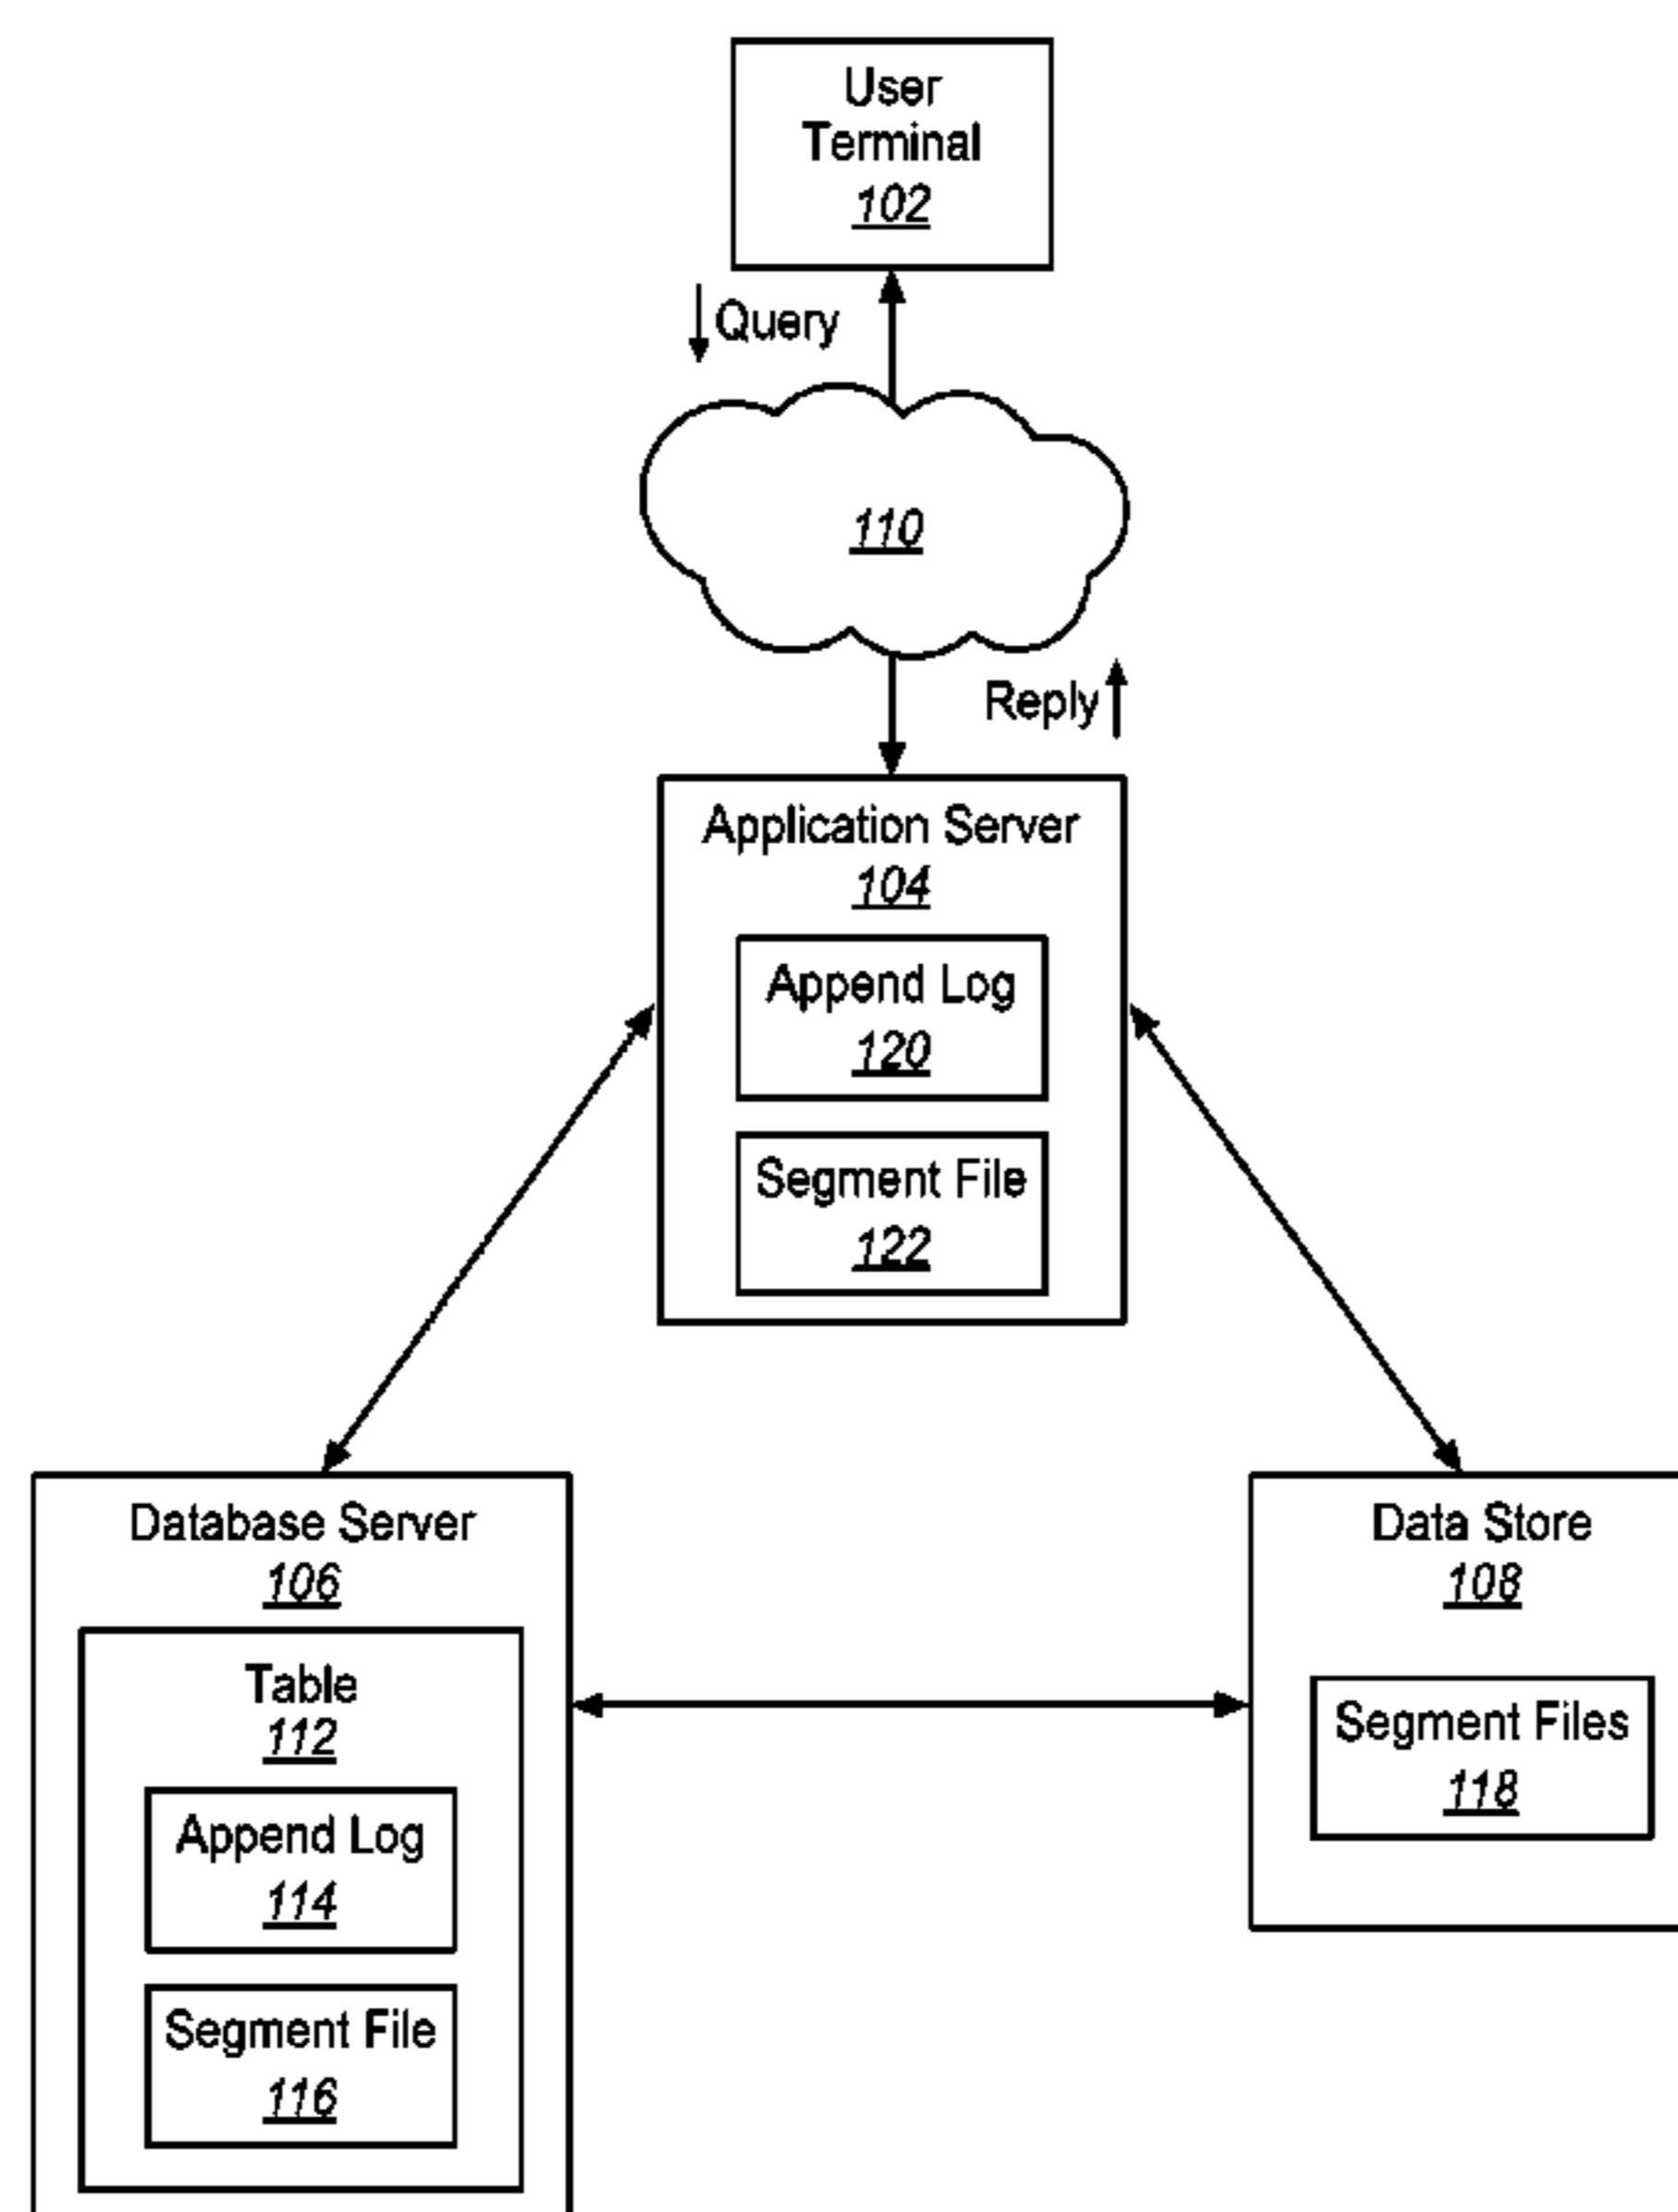 User
Terminal
102
Query
110
Reply
Application Server
104
Append Log
120
Segment File
122
Database Server
106
Table
112
Append Log
114
Segment File
116
Data Store
108
Segment Files
118